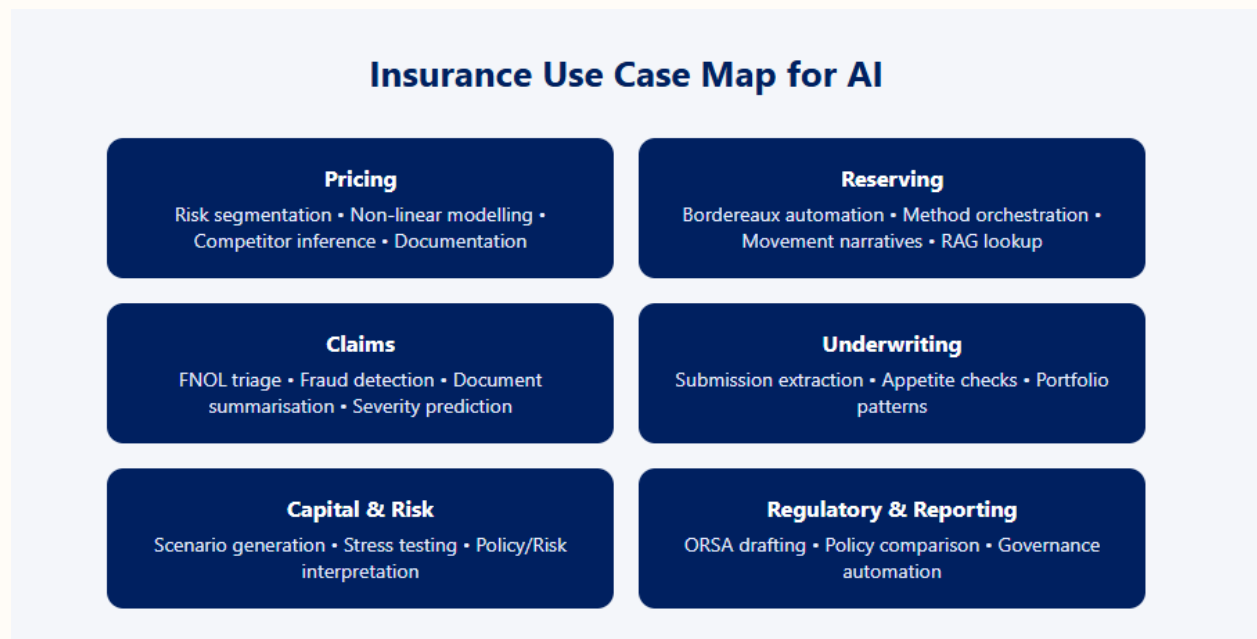 Insurance Use Case Map for AI
Pricing
Risk segmentation • Non-linear modelling •
Competitor inference • Documentation
Reserving
Bordereaux automation • Method orchestration •
Movement narratives • RAG lookup
Claims
FNOL triage • Fraud detection • Document
summarisation • Severity prediction
Underwriting
Submission extraction • Appetite checks • Portfolio
patterns
Capital & Risk
Scenario generation • Stress testing • Policy/Risk
interpretation
Regulatory & Reporting
ORSA drafting • Policy comparison • Governance
automation